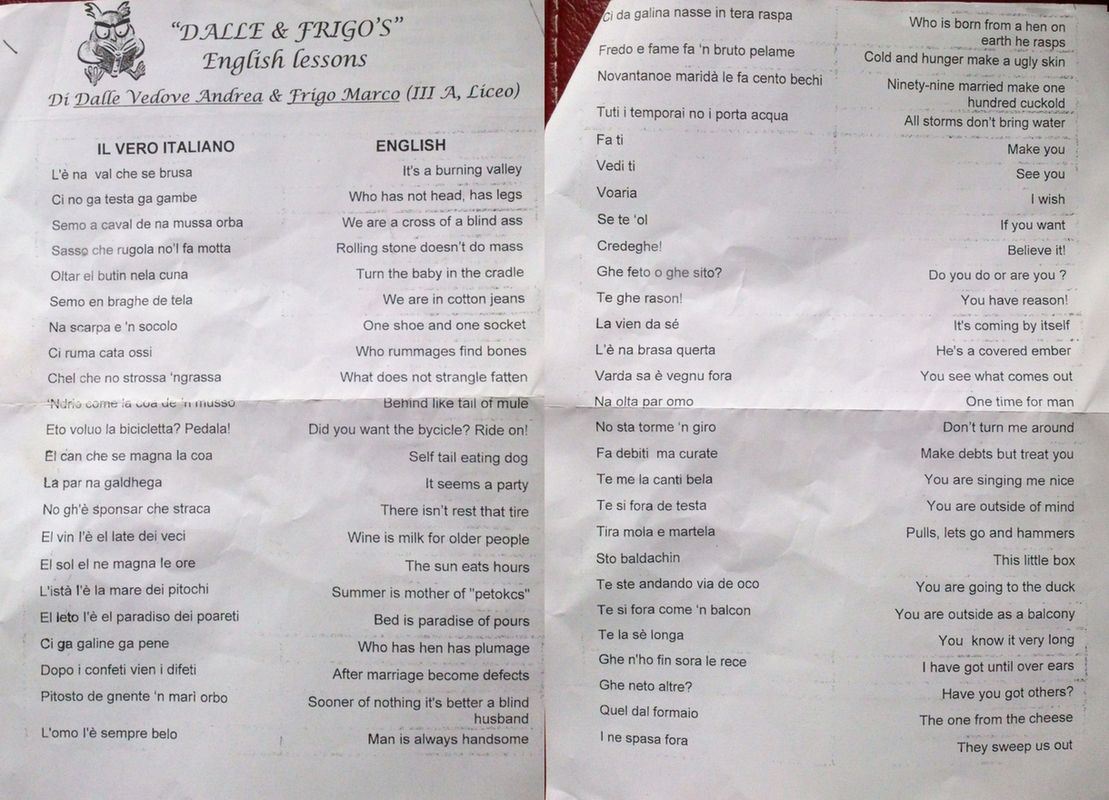 "DALLE & FRIGO'S"
English lessons
Di Dalle Vedove Andrea & Frigo Marco (III A, Liceo)
IL VERO ITALIANO ENGLISH
L'è na val che se brusa It's a burning valley
Ci no ga testa ga gambe Who has not head, has legs
Semo a caval de na mussa orba We are a cross of a blind ass
Sasso che rugola no'l fa motta Rolling stone doesn't do mass
Oltar el butin nela cuna Turn the baby in the cradle
Semo en braghe de tela We are in cotton jeans
Na scarpa e 'n socolo One shoe and one socket
Ci ruma cata ossi Who rummages find bones
Chel che no strossa 'ngrassa What does not strangle fatten
'Ndrio come la coa de 'n musso Behind like tail of mule
Eto voluo la bicicletta? Pedala! Did you want the bycicle? Ride on!
El can che se magna la coa Self tail eating dog
La par na galdhega It seems a party
No gh'è sponsar che straca There isn't rest that tire
El vin l'è el late dei veci Wine is milk for older people
El sol el ne magna le ore The sun eats hours
L'istà l'è la mare dei pitochi Summer is mother of "petokcs"
El leto l'è el paradiso dei poareti Bed is paradise of pours
Ci ga galine ga pene Who has hen has plumage
Dopo i confeti vien i difeti After marriage become defects
Pitosto de gnente 'n marì orbo Sooner of nothing it's better a blind
husband
L'omo l'è sempre belo Man is always handsome
Ci da galina nasse in tera raspa Who is born from a hen on
earth he rasps
Fredo e fame fa 'n bruto pelame Cold and hunger make a ugly skin
Novantanoe maridà le fa cento bechi Ninety-nine married make one
hundred cuckold
Tuti i temporai no i porta acqua All storms don't bring water
Fa ti Make you
Vedi ti See you
Voaria I wish
Se te 'ol If you want
Credeghe! Believe it!
Ghe feto o ghe sito? Do you do or are you ?
Te ghe rason! You have reason!
La vien da sé It's coming by itself
L'è na brasa querta He's a covered ember
Varda sa è vegnu fora You see what comes out
Na olta par omo One time for man
No sta torme 'n giro Don't turn me around
Fa debiti ma curate Make debts but treat you
Te me la canti bela You are singing me nice
Te si fora de testa You are outside of mind
Tira mola e martela Pulls, lets go and hammers
Sto baldachin This little box
Te ste andando via de oco You are going to the duck
Te si fora come 'n balcon You are outside as a balcony
Te la sè longa You know it very long
Ghe n'ho fin sora le rece I have got until over ears
Ghe neto altre? Have you got others?
Quel dal formaio The one from the cheese
I ne spasa fora They sweep us out